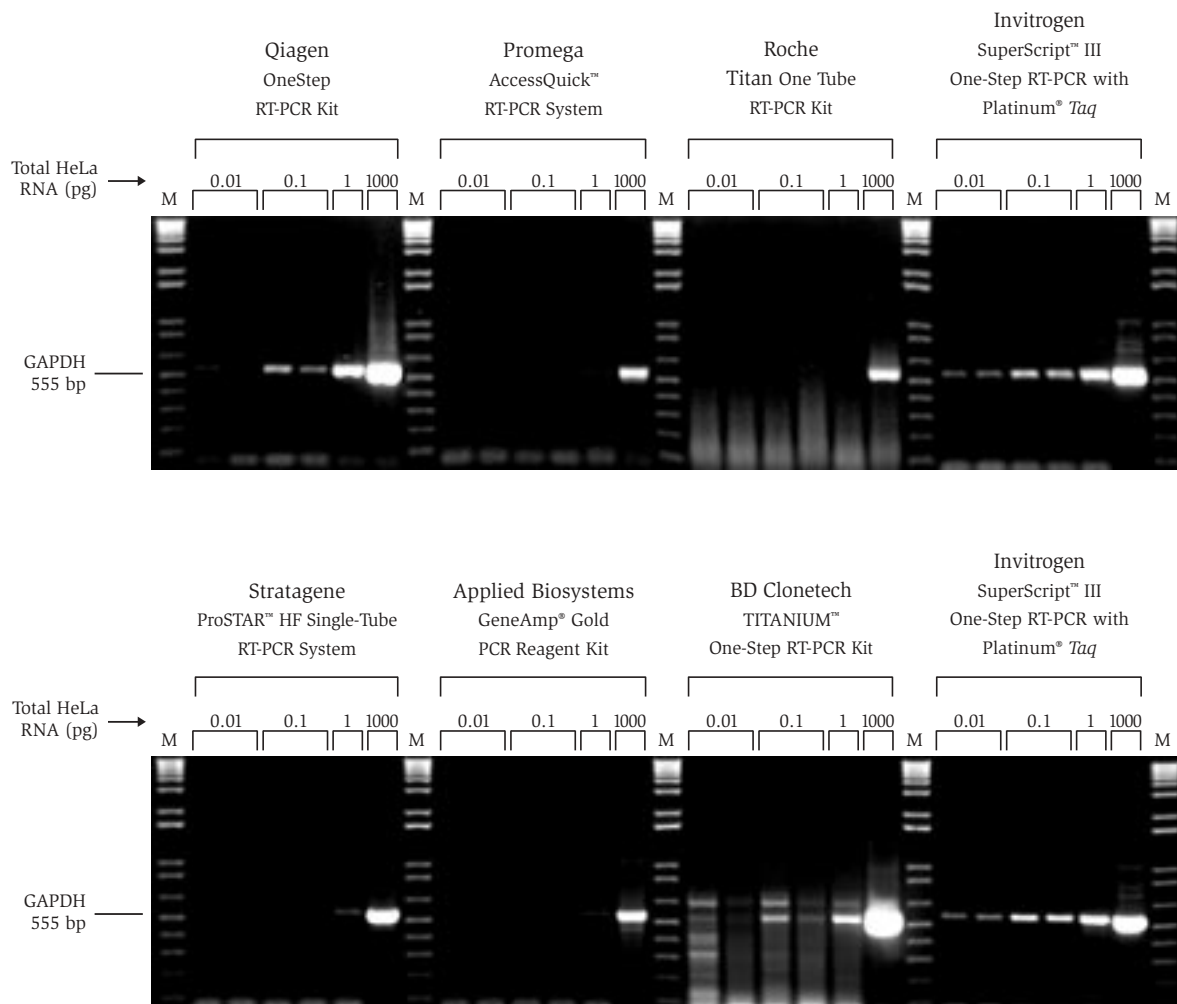 Qiagen
OneStep
RT-PCR Kit
Promega
AccessQuick™
RT-PCR System
Roche
Titan One Tube
RT-PCR Kit
Invitrogen
SuperScript™ III
One-Step RT-PCR with
Platinum® Taq
Total HeLa
RNA (pg)
M 0.01 0.1 1 1000 M 0.01 0.1 1 1000 M 0.01 0.1 1 1000 M 0.01 0.1 1 1000 M
GAPDH
555 bp
Stratagene
ProSTAR™ HF Single-Tube
RT-PCR System
Applied Biosystems
GeneAmp® Gold
PCR Reagent Kit
BD Clonetech
TITANIUM™
One-Step RT-PCR Kit
Invitrogen
SuperScript™ III
One-Step RT-PCR with
Platinum® Taq
Total HeLa
RNA (pg)
M 0.01 0.1 1 1000 M 0.01 0.1 1 1000 M 0.01 0.1 1 1000 M 0.01 0.1 1 1000 M
GAPDH
555 bp